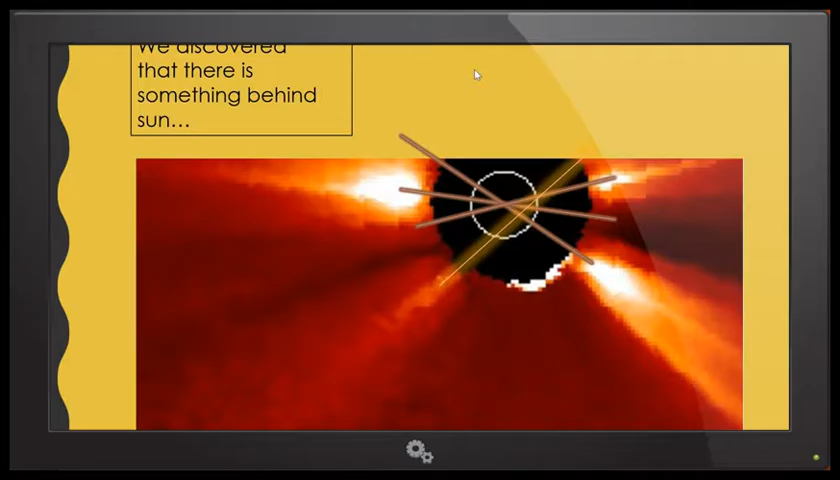 We discovered
that there is
something behind
sun…